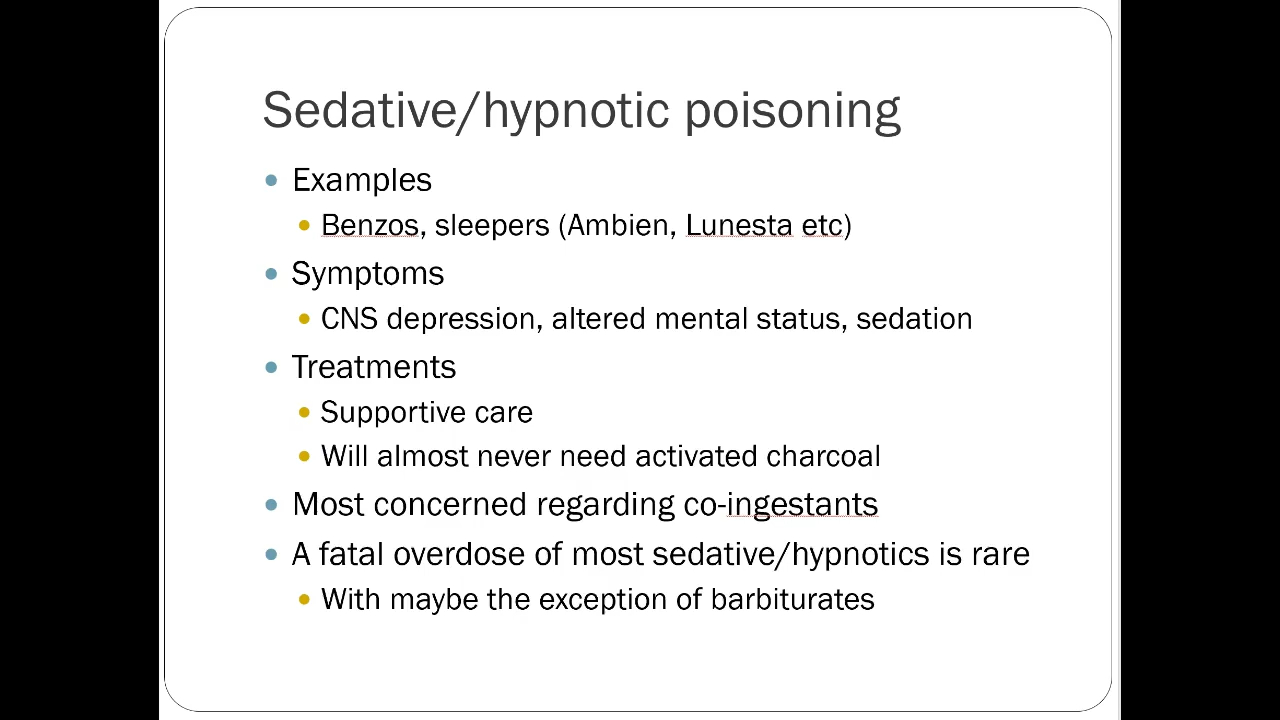 Sedative/hypnotic poisoning
Examples
Benzos, sleepers (Ambien, Lunesta etc)
Symptoms
CNS depression, altered mental status, sedation
Treatments
Supportive care
Will almost never need activated charcoal
Most concerned regarding co-ingestants
A fatal overdose of most sedative/hypnotics is rare
With maybe the exception of barbiturates